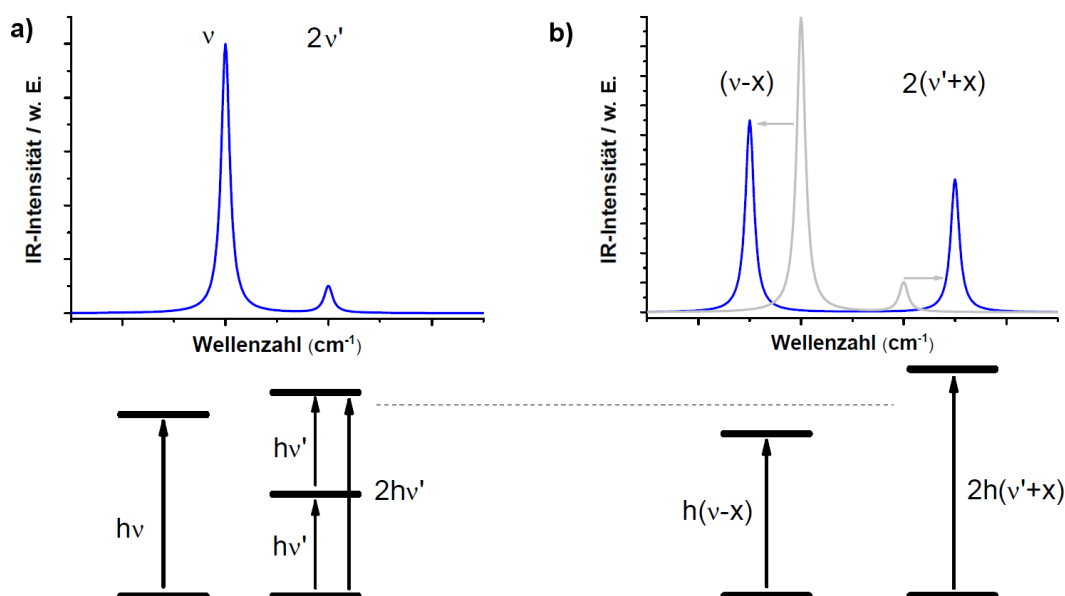 a)
ν
2ν'
IR-Intensität / w. E.
Wellenzahl (cm⁻¹)
b)
(ν-x)
2(ν'+x)
IR-Intensität / w. E.
Wellenzahl (cm⁻¹)
hν
hν'
hν'
2hν'
h(ν-x)
2h(ν'+x)